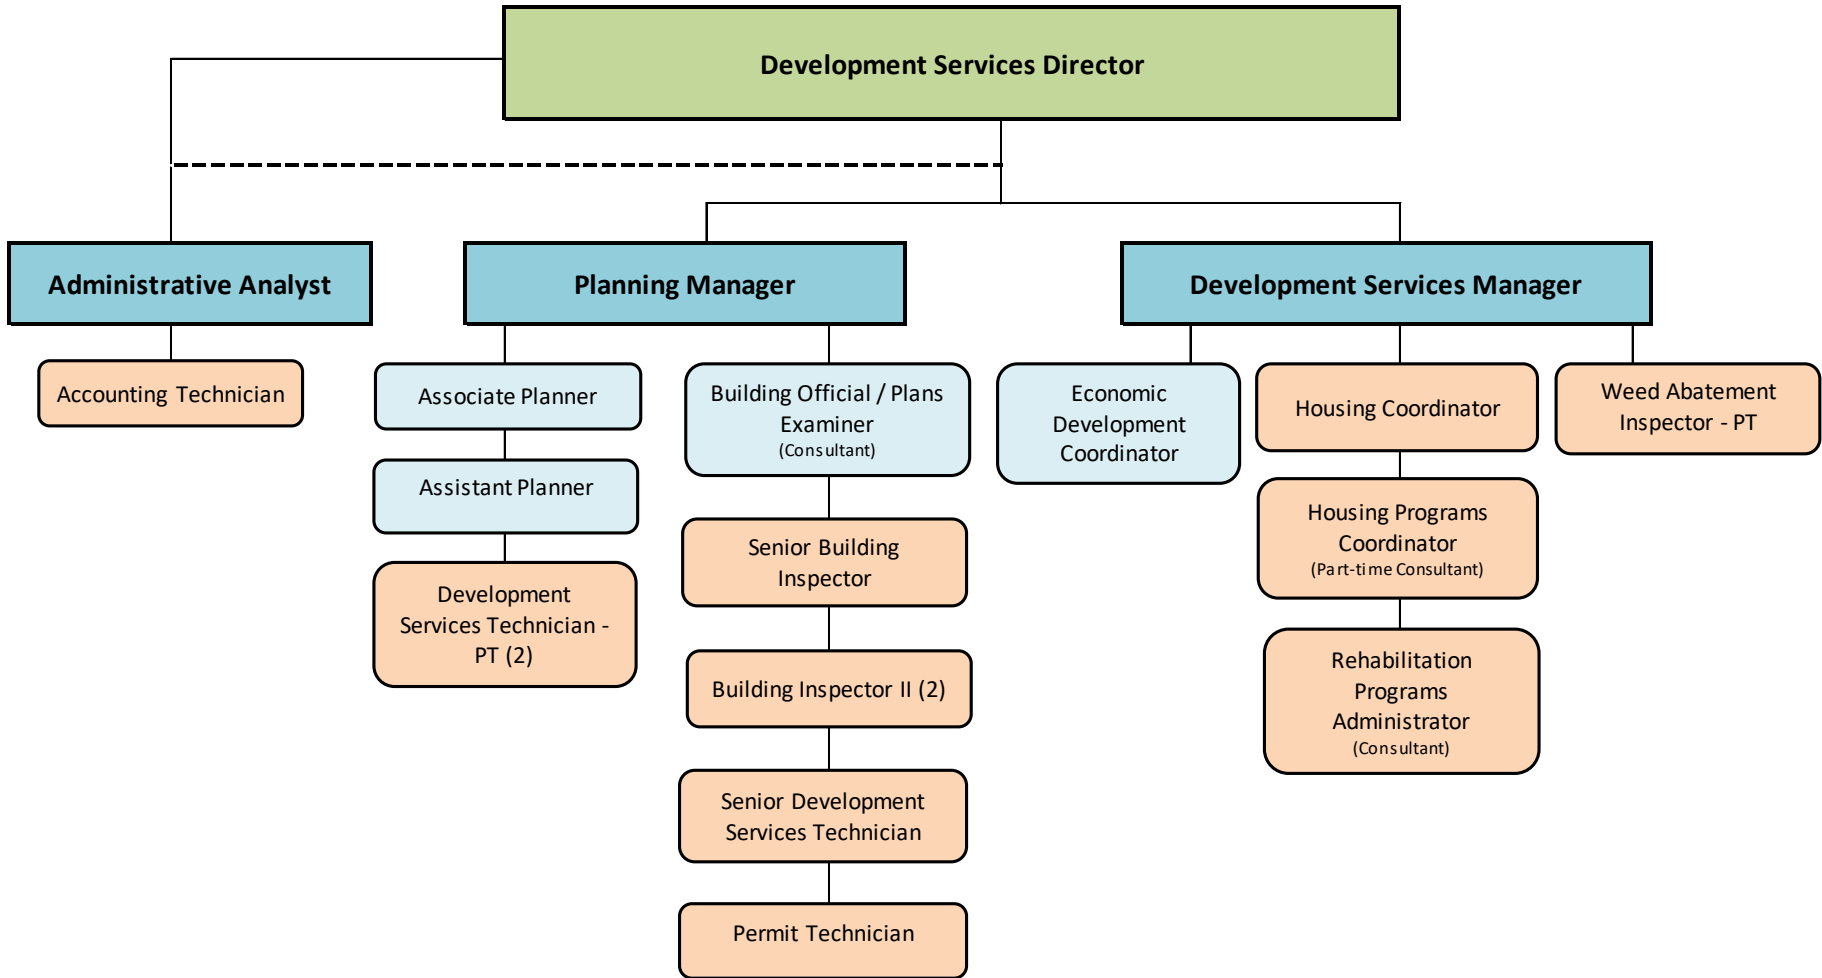 Development Services Director
Administrative Analyst
Planning Manager
Development Services Manager
Accounting Technician
Associate Planner
Assistant Planner
Development
Services Technician -
PT (2)
Building Official / Plans
Examiner
(Consultant)
Senior Building
Inspector
Building Inspector II (2)
Senior Development
Services Technician
Permit Technician
Economic
Development
Coordinator
Housing Coordinator
Housing Programs
Coordinator
(Part-time Consultant)
Rehabilitation
Programs
Administrator
(Consultant)
Weed Abatement
Inspector - PT